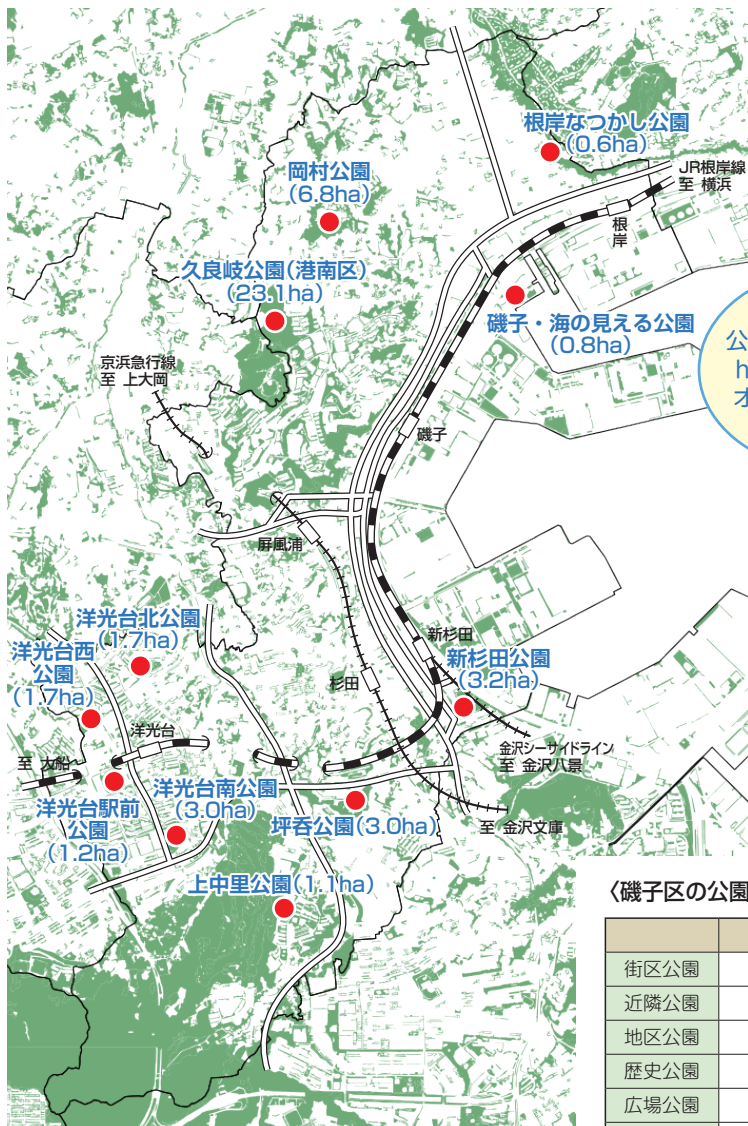 根岸なつかし公園
(0.6ha)
JR根岸線
至 横浜
根岸
岡村公園
(6.8ha)
久良岐公園(港南区)
(23.1ha)
磯子・海の見える公園
(0.8ha)
京浜急行線
至 上大岡
磯子
屏風浦
洋光台北公園
(1.7ha)
洋光台西
公園
(1.7ha)
新杉田
新杉田公園
(3.2ha)
杉田
洋光台
至 大船
金沢シーサイドライン
至 金沢八景
洋光台南公園
(3.0ha)
洋光台駅前
公園
(1.2ha)
坪呑公園(3.0ha)
至 金沢文庫
上中里公園(1.1ha)
〈磯子区の公園
街区公園
近隣公園
地区公園
歴史公園
広場公園